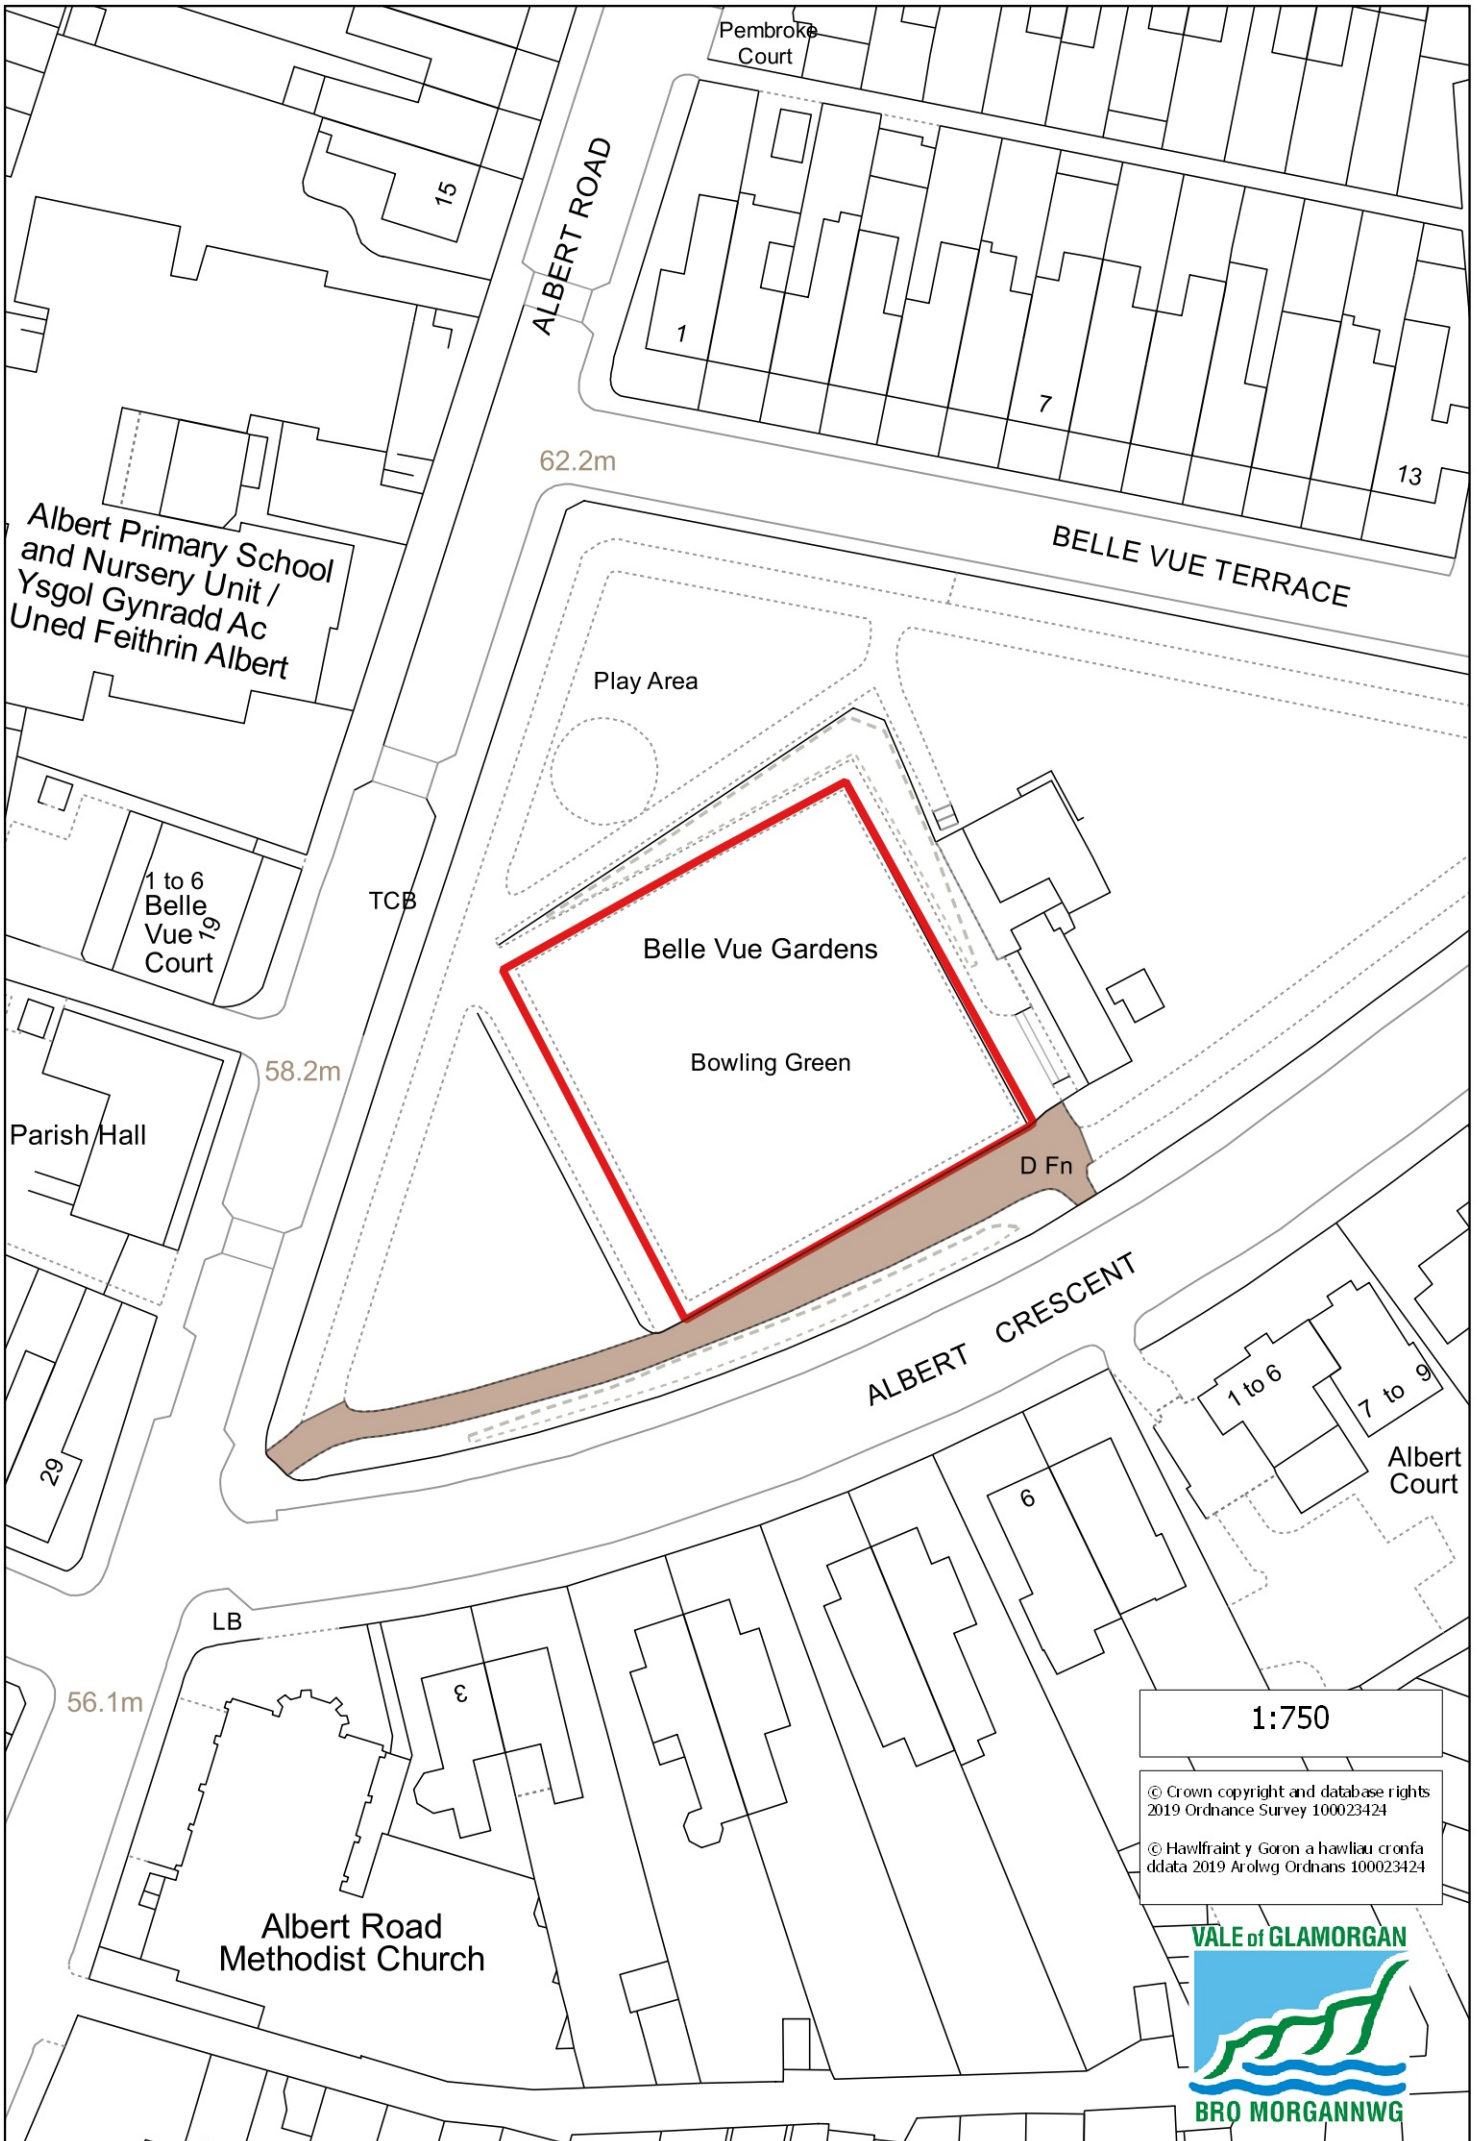 Pembroke
Court
15
ALBERT ROAD
1
7
13
62.2m
BELLE VUE TERRACE
Albert Primary School
and Nursery Unit /
Ysgol Gynradd Ac
Uned Feithrin Albert
Play Area
1 to 6
Belle
Vue
Court
19
TCB
Belle Vue Gardens
Bowling Green
58.2m
Parish Hall
D Fn
ALBERT CRESCENT
1 to 6
7 to 9
Albert
Court
29
9
LB
3
56.1m
Albert Road
Methodist Church
1:750
© Crown copyright and database rights
2019 Ordnance Survey 100023424
© Hawlfraint y Goron a hawliau cronfa
ddata 2019 Arolwg Ordnans 100023424
VALE of GLAMORGAN
BRO MORGANNWG